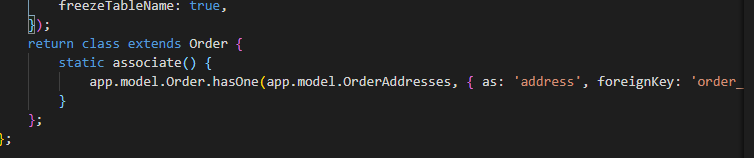 freezeTableName: true,
});
return class extends Order {
static associate() {
app.model.Order.hasOne(app.model.OrderAddresses, { as: 'address', foreignKey: 'order_
}
};
};